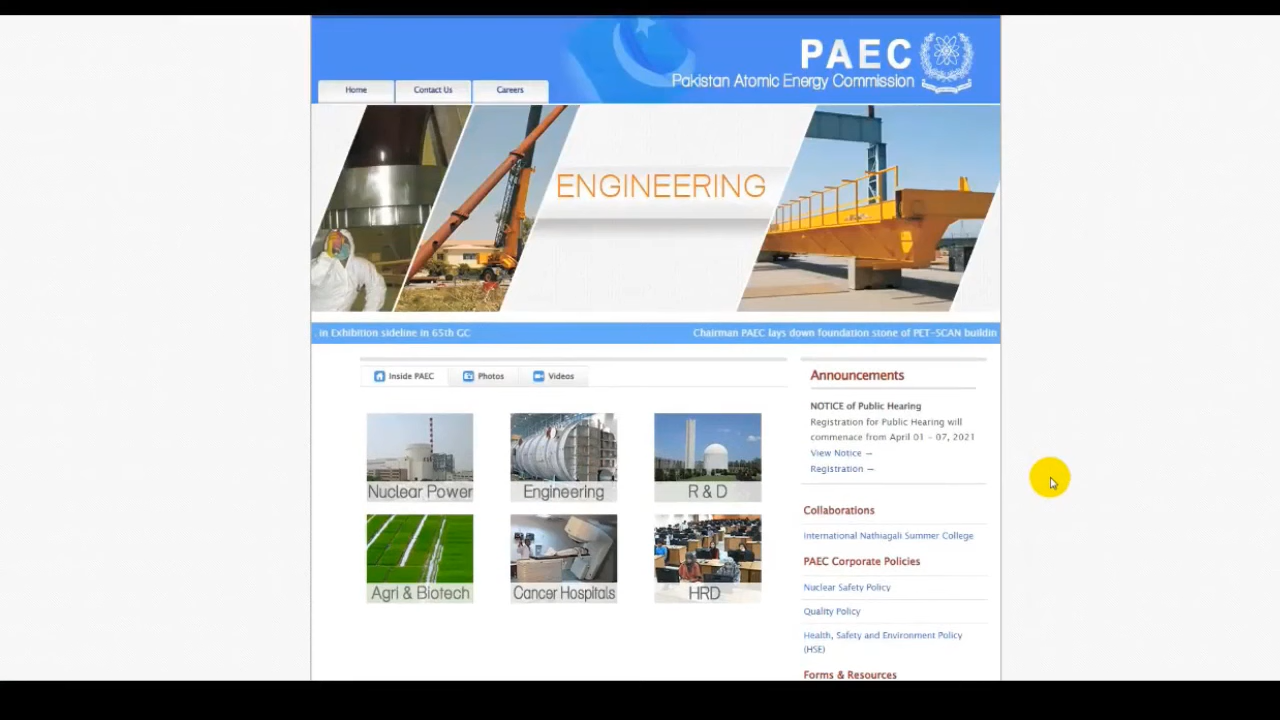 PAEC
Pakistan Atomic Energy Commission
Home
Contact Us
Careers
ENGINEERING
in Exhibition sideline in 65th GC
Chairman PAEC lays down foundation stone of PET-SCAN buildin
Inside PAEC
Photos
Videos
Nuclear Power
Engineering
R & D
Agri & Biotech
Cancer Hospitals
HRD
Announcements
NOTICE of Public Hearing
Registration for Public Hearing will
commenace from April 01 - 07, 2021
View Notice —
Registration —
Collaborations
International Nathiagali Summer College
PAEC Corporate Policies
Nuclear Safety Policy
Quality Policy
Health, Safety and Environment Policy
(HSE)
Forms & Resources